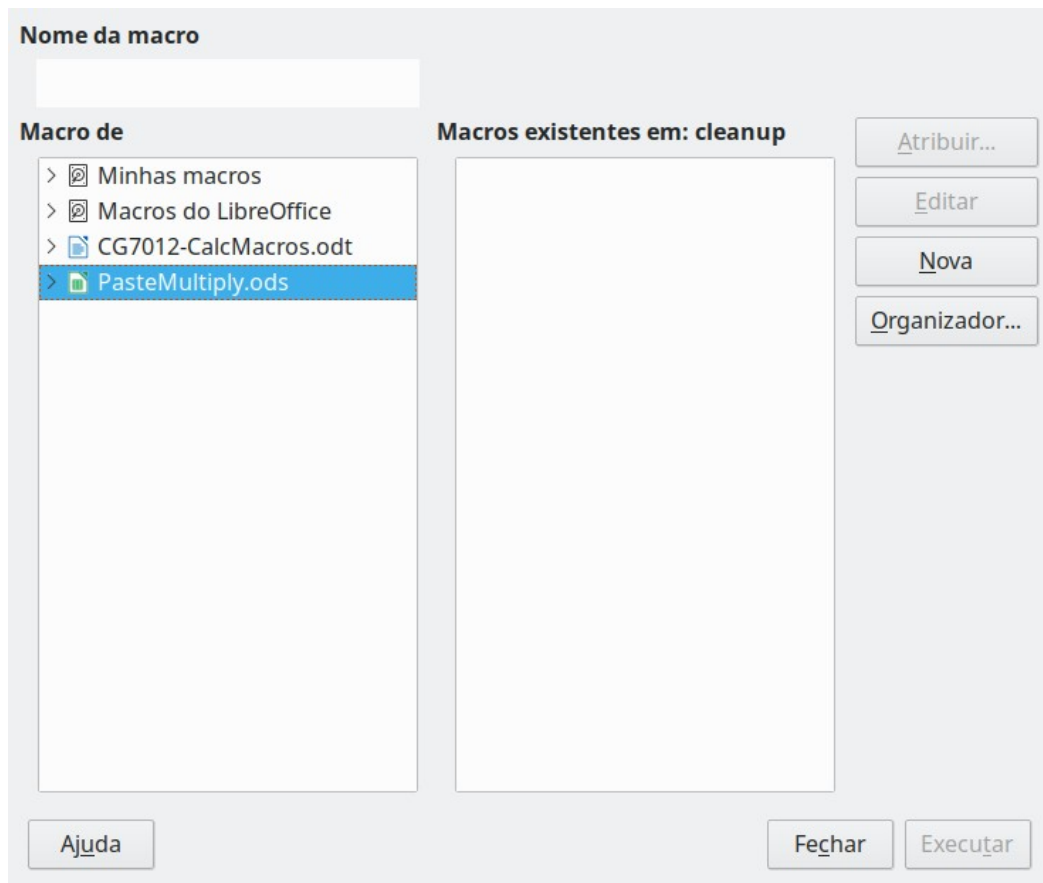 Nome da macro
Macro de
Macros existentes em: cleanup
Minhas macros
Macros do LibreOffice
CG7012-CalcMacros.odt
PasteMultiply.ods
Atribuir...
Editar
Nova
Organizador...
Ajuda
Fechar
Executar